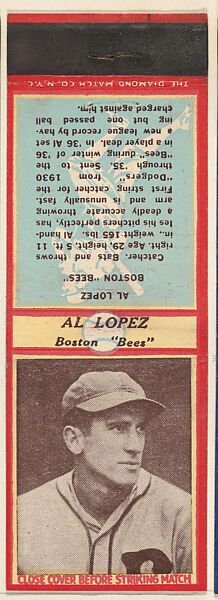 THE DIAMOND MATCH CO. N.Y.C.
AL LOPEZ
BOSTON "BEES"
Catcher. Bats and throws
right. Age 29, height 5 ft. 11
in., 165 lbs. Al hand-
les his pitchers perfectly, has
a deadly accurate throwing
arm and is unusually fast.
First string catcher for the
"Dodgers" from 1930
through '35. Sent to the
"Bees" during winter of '36
in a player deal. In '36 Al set
a new league record by hav-
ing but one passed ball
charged against him.
AL LOPEZ
Boston "Bees"
CLOSE COVER BEFORE STRIKING MATCH